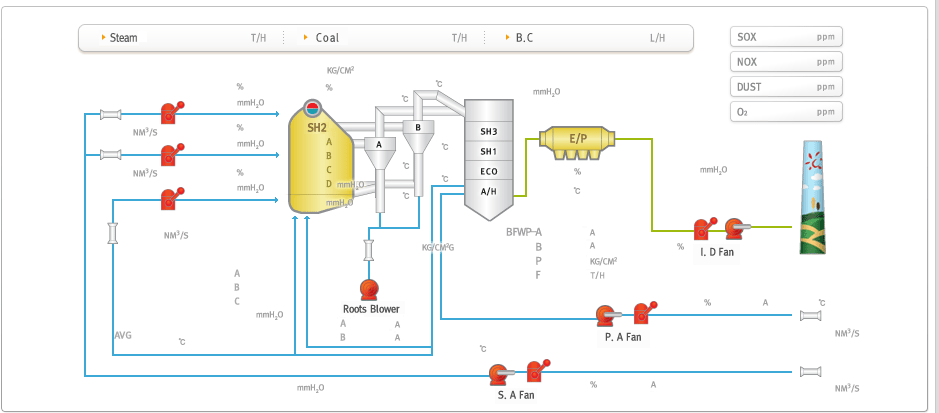 Steam T/H Coal T/H B.C L/H
SOX ppm
NOX ppm
DUST ppm
O₂ ppm
KG/CM²
%
mmH₂O
%
mmH₂O
%
mmH₂O
NM³/S
NM³/S
NM³/S
%
SH2
A
B
C
D
mmH₂O
mmH₂O
℃
℃
A
B
℃
℃
℃
℃
SH3
SH1
ECO
A/H
mmH₂O
E/P
%
℃
mmH₂O
%
I. D Fan
KG/CM²G
BFWP-A A
B A
P KG/CM²
F T/H
A
B
C
mmH₂O
Roots Blower
A A
B A
AVG
℃
% A ℃
P. A Fan
NM³/S
℃
mmH₂O
S. A Fan
% A
NM³/S